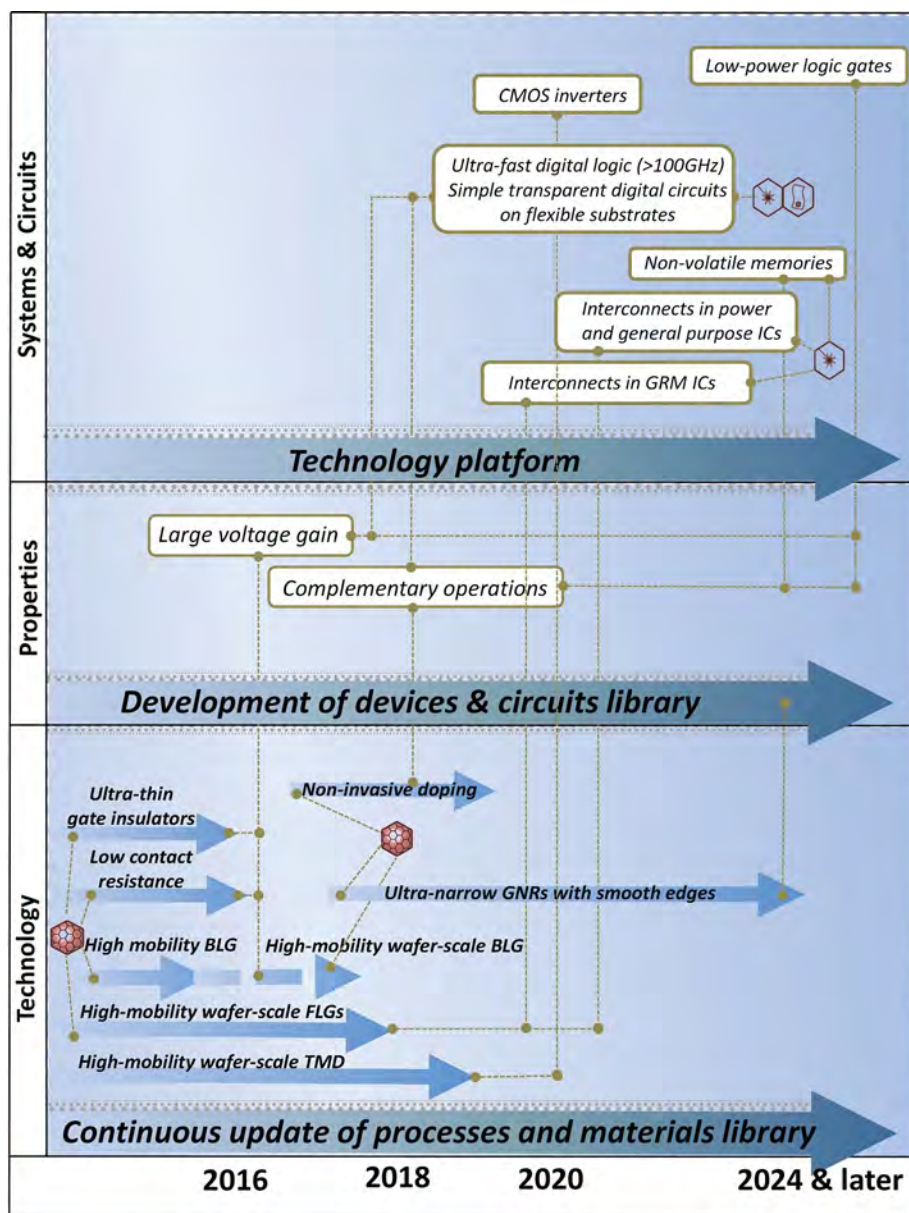 Systems & Circuits
Low-power logic gates
CMOS inverters
Ultra-fast digital logic (>100GHz)
Simple transparent digital circuits
on flexible substrates
Non-volatile memories
Interconnects in power
and general purpose ICs
Interconnects in GRM ICs
Technology platform
Properties
Large voltage gain
Complementary operations
Development of devices & circuits library
Technology
Non-invasive doping
Ultra-thin
gate insulators
Low contact
resistance
Ultra-narrow GNRs with smooth edges
High mobility BLG
High-mobility wafer-scale BLG
High-mobility wafer-scale FLGs
High-mobility wafer-scale TMD
Continuous update of processes and materials library
2016 2018 2020 2024 & later